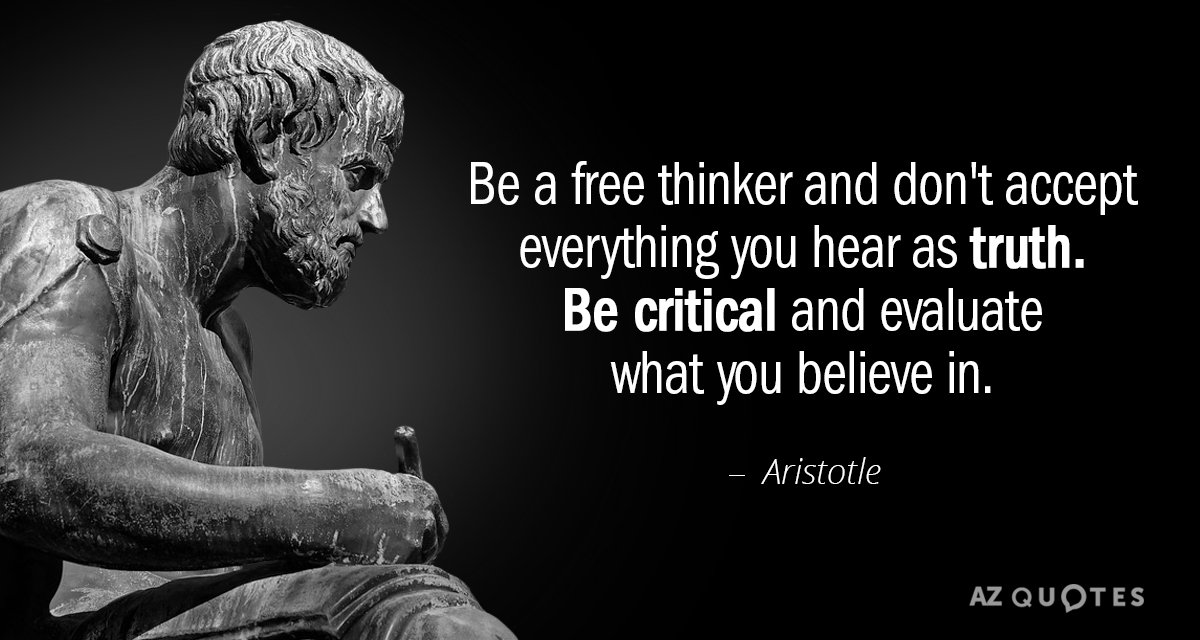 Be a free thinker and don't accept
everything you hear as truth.
Be critical and evaluate
what you believe in.
– Aristotle
AZ QUOTES